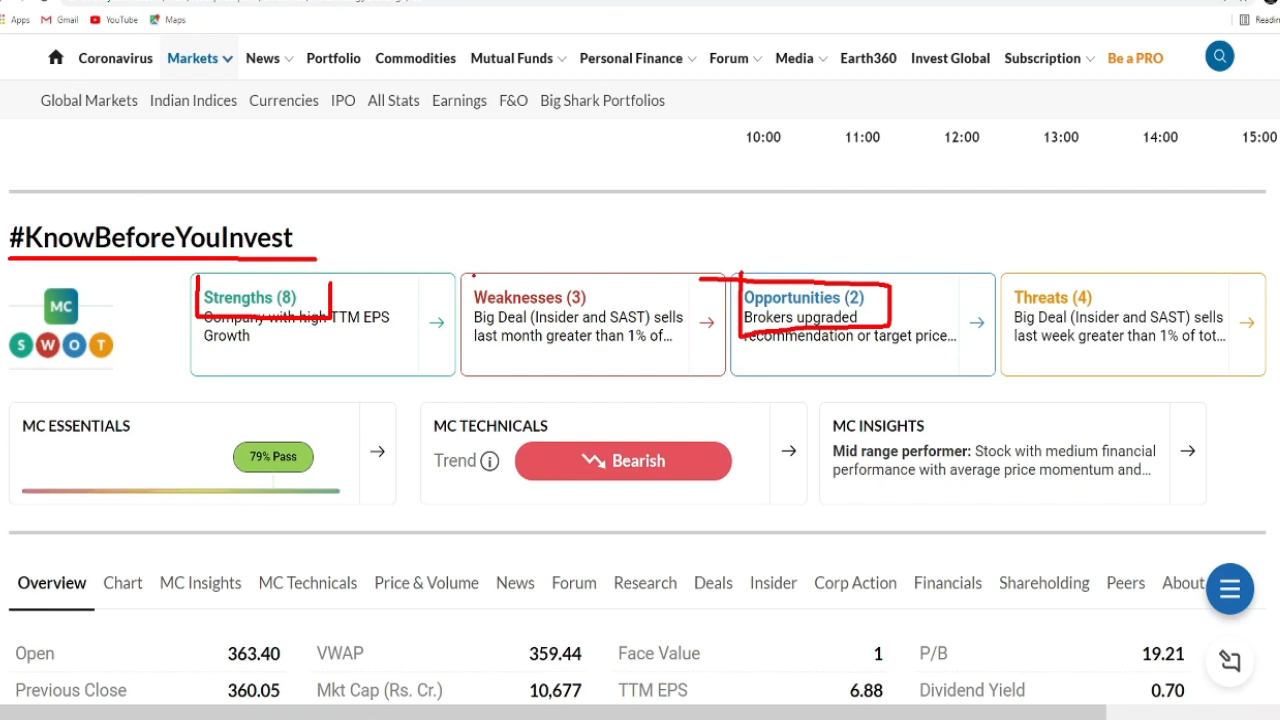 Apps Gmail YouTube Maps
Coronavirus Markets News Portfolio Commodities Mutual Funds Personal Finance Forum Media Earth360 Invest Global Subscription Be a PRO
Global Markets Indian Indices Currencies IPO All Stats Earnings F&O Big Shark Portfolios
10:00 11:00 12:00 13:00 14:00 15:00
#KnowBeforeYouInvest
MC
S W O T
Strengths (8)
Company with high TTM EPS
Growth
Weaknesses (3)
Big Deal (Insider and SAST) sells
last month greater than 1% of...
Opportunities (2)
Brokers upgraded
recommendation or target price...
Threats (4)
Big Deal (Insider and SAST) sells
last week greater than 1% of tot...
MC ESSENTIALS
79% Pass
MC TECHNICALS
Trend
Bearish
MC INSIGHTS
Mid range performer: Stock with medium financial
performance with average price momentum and...
Overview Chart MC Insights MC Technicals Price & Volume News Forum Research Deals Insider Corp Action Financials Shareholding Peers About
Open 363.40 VWAP 359.44 Face Value 1 P/B 19.21
Previous Close 360.05 Mkt Cap (Rs. Cr.) 10,677 TTM EPS 6.88 Dividend Yield 0.70